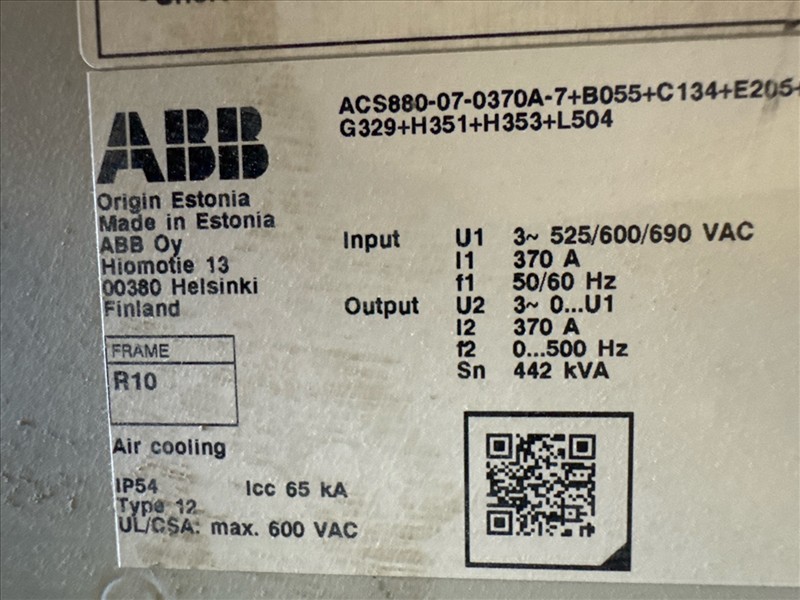 ABB
ACS880-07-0370A-7+B055+C134+E205+
G329+H351+H353+L504
Origin Estonia
Made in Estonia
ABB Oy
Hiomotie 13
00380 Helsinki
Finland
Input U1 3~ 525/600/690 VAC
I1 370 A
f1 50/60 Hz
Output U2 3~ 0...U1
I2 370 A
f2 0...500 Hz
Sn 442 kVA
FRAME
R10
Air cooling
IP54 Icc 65 kA
Type 12
UL/CSA: max. 600 VAC